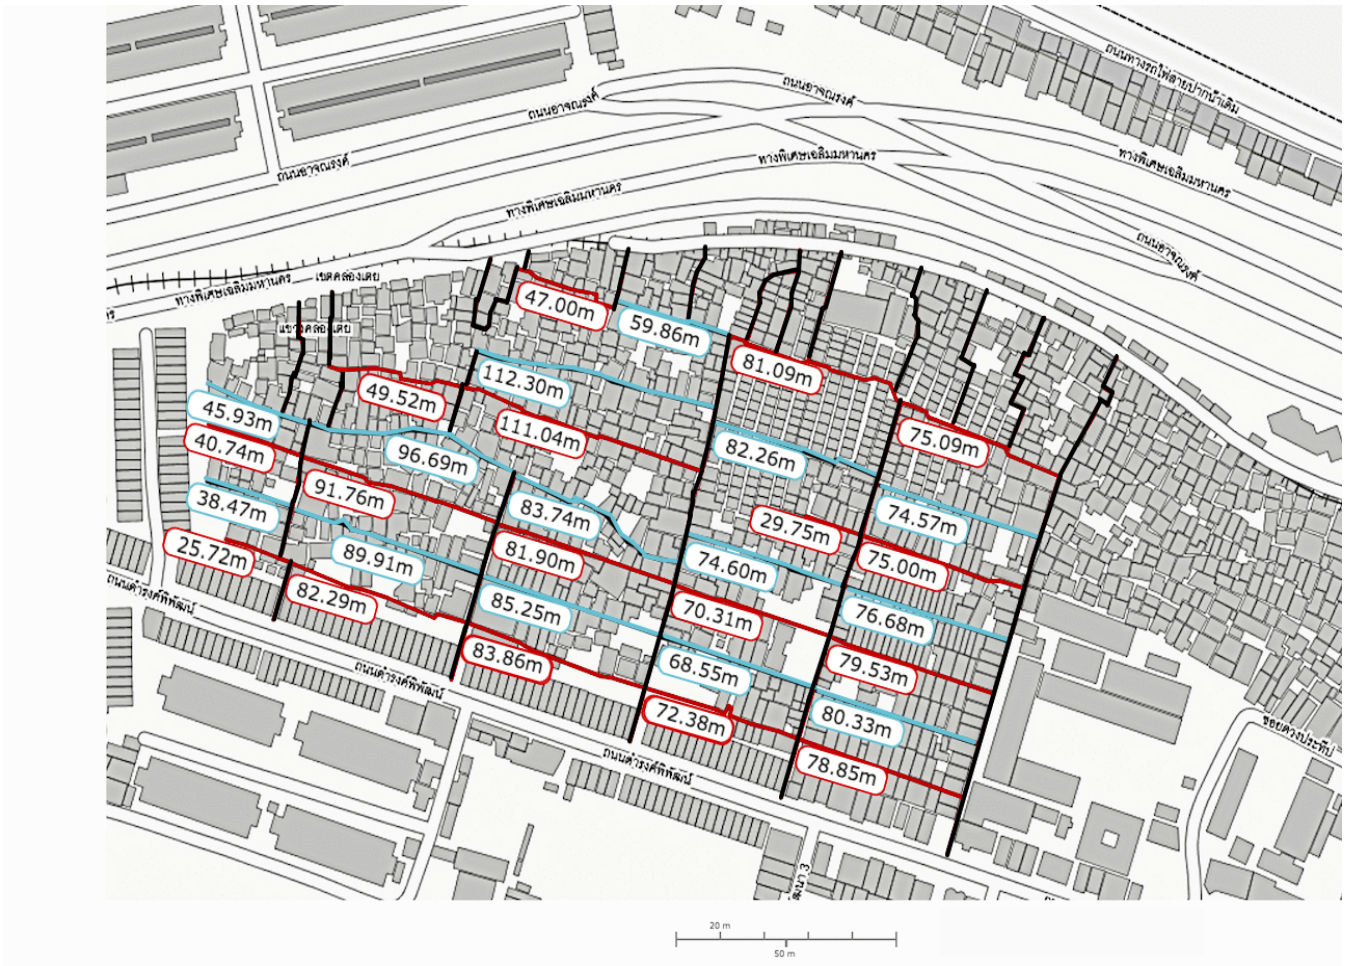 ถนนทางรถไฟสายปากน้ำเดิม
ถนนอาจณรงค์
ถนนอาจณรงค์
ถนนอาจณรงค์
ทางพิเศษเฉลิมมหานคร
ทางพิเศษเฉลิมมหานคร
ทางพิเศษเฉลิมมหานคร
ถนนอาจณรงค์
ทางพิเศษเฉลิมมหานคร
เขตคลองเตย
แขวงคลองเตย
47.00m
59.86m
81.09m
112.30m
49.52m
45.93m
111.04m
75.09m
40.74m
96.69m
82.26m
91.76m
38.47m
83.74m
74.57m
29.75m
25.72m
89.91m
81.90m
74.60m
75.00m
82.29m
85.25m
70.31m
76.68m
83.86m
68.55m
79.53m
72.38m
80.33m
78.85m
ถนนดำรงค์พิพัฒน์
ถนนดำรงค์พิพัฒน์
ถนนดำรงค์พิพัฒน์
ซอยดวงประทีป
20 m
50 m